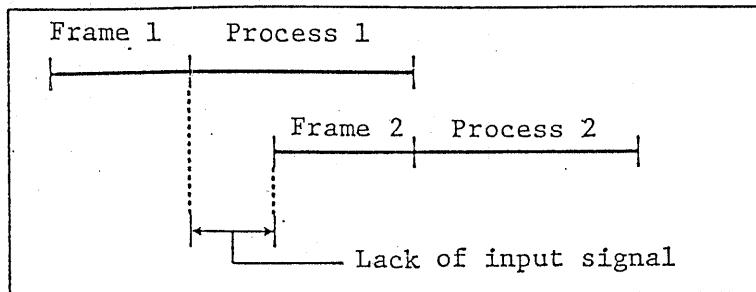 Frame 1 Process 1
Frame 2 Process 2
Lack of input signal